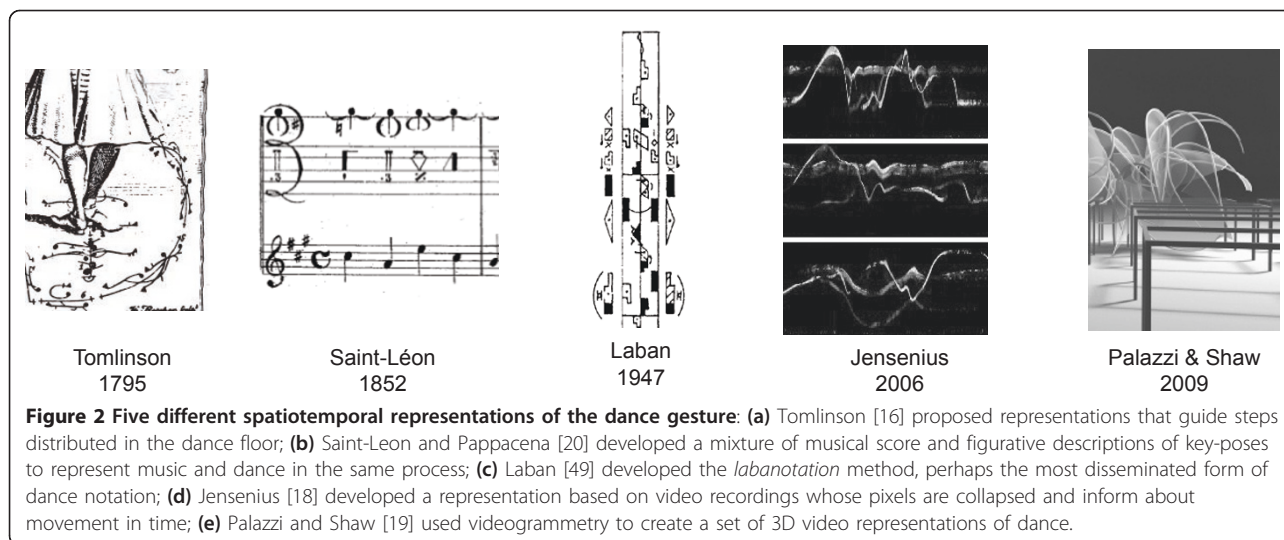 Tomlinson
1795
Saint-Léon
1852
Laban
1947
Jensenius
2006
Palazzi & Shaw
2009
Figure 2 Five different spatiotemporal representations of the dance gesture: (a) Tomlinson [16] proposed representations that guide steps
distributed in the dance floor; (b) Saint-Leon and Pappacena [20] developed a mixture of musical score and figurative descriptions of key-poses
to represent music and dance in the same process; (c) Laban [49] developed the labanotation method, perhaps the most disseminated form of
dance notation; (d) Jensenius [18] developed a representation based on video recordings whose pixels are collapsed and inform about
movement in time; (e) Palazzi and Shaw [19] used videogrammetry to create a set of 3D video representations of dance.